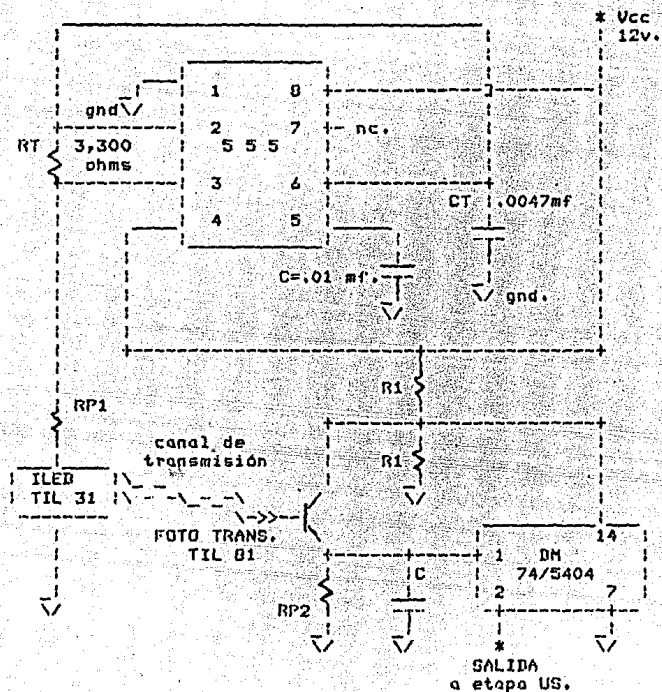 * Vcc
12v.
1 8
gnd
2 7 nc.
RT 3,300 5 5 5
ohms
3 6
CT .0047mf
4 5
C=.01 mf.
gnd.
R1
RP1
canal de
transmisión
R1
ILED
TIL 31
14
FOTO TRANS.
TIL 81
1 DM
74/5404
C
2 7
RP2
*
SALIDA
a etapa US.